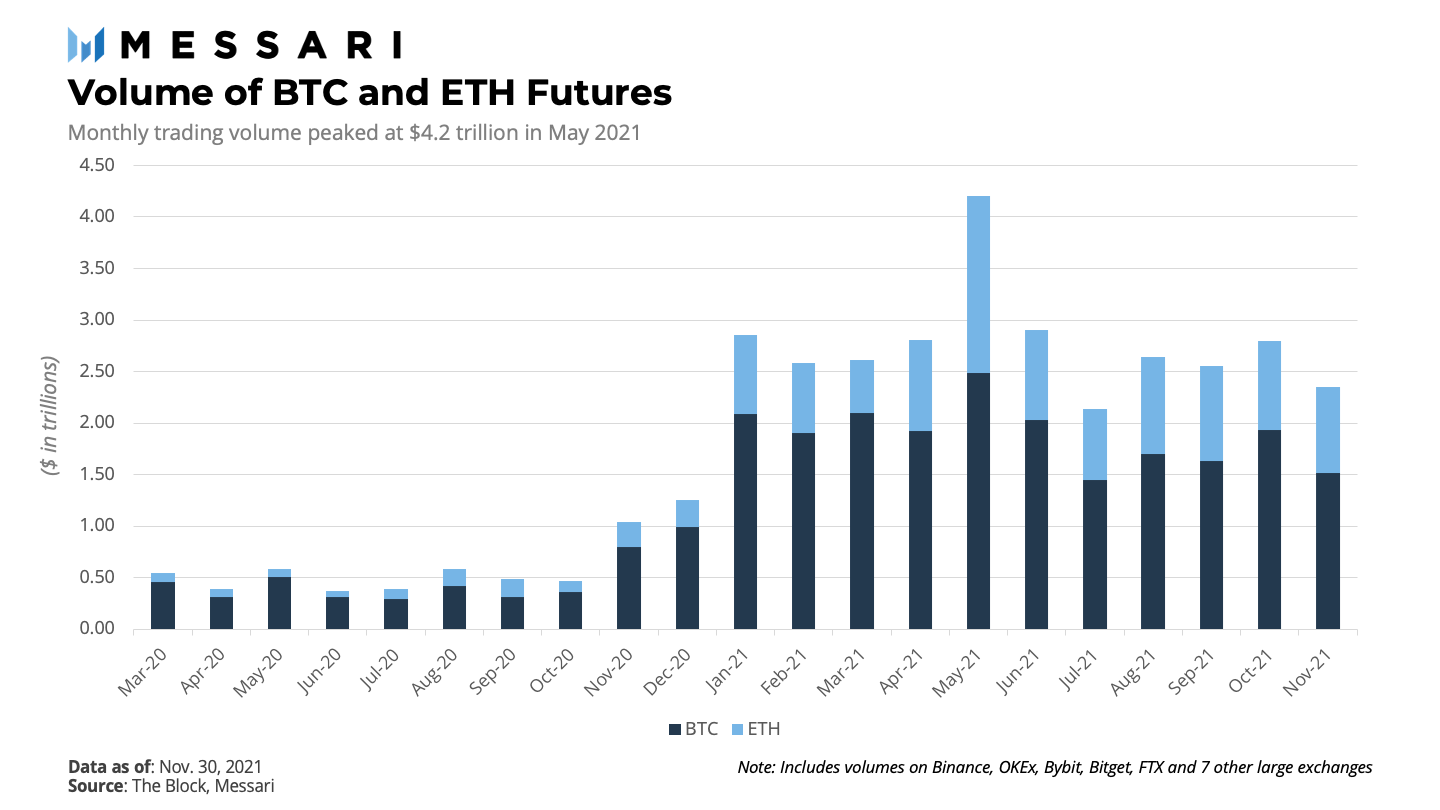 MESSARI
Volume of BTC and ETH Futures
Monthly trading volume peaked at $4.2 trillion in May 2021
4.50
4.00
3.50
3.00
2.50
2.00
1.50
1.00
0.50
0.00
($ in trillions)
Mar-20 Apr-20 May-20 Jun-20 Jul-20 Aug-20 Sep-20 Oct-20 Nov-20 Dec-20 Jan-21 Feb-21 Mar-21 Apr-21 May-21 Jun-21 Jul-21 Aug-21 Sep-21 Oct-21 Nov-21
BTC ETH
Data as of: Nov. 30, 2021
Source: The Block, Messari
Note: Includes volumes on Binance, OKEx, Bybit, Bitget, FTX and 7 other large exchanges